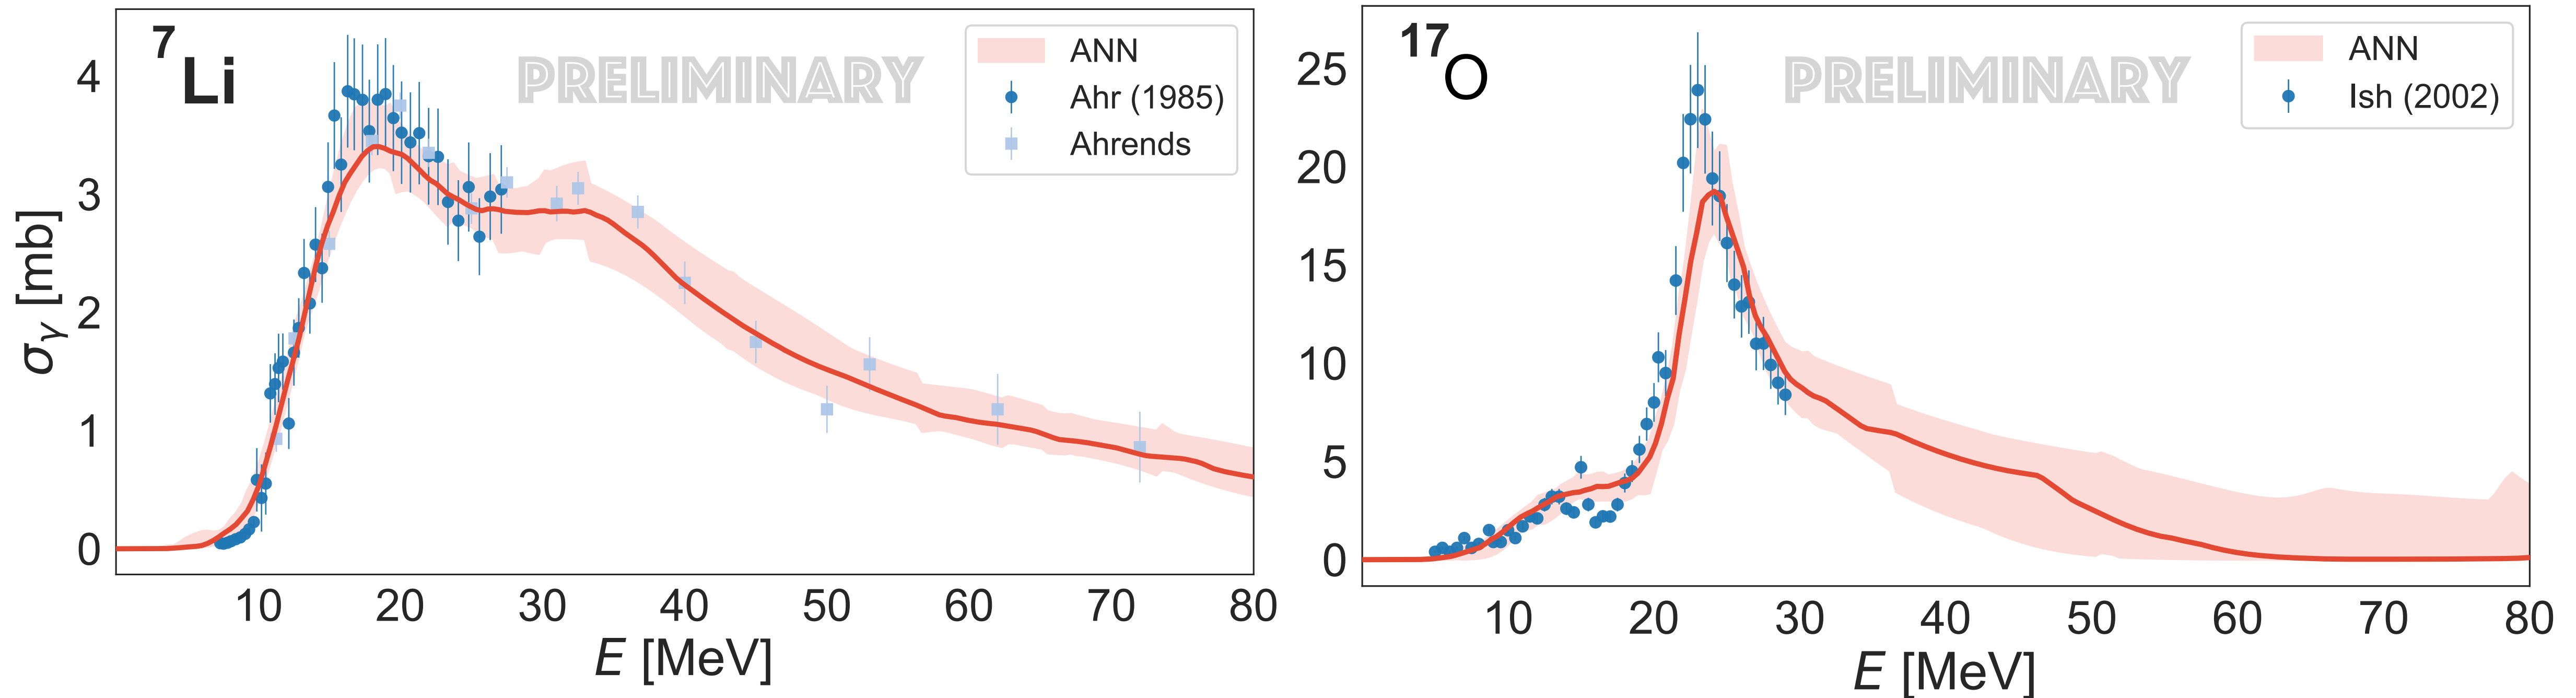 ⁷Li
PRELIMINARY
ANN
Ahr (1985)
Ahrends
σγ [mb]
4
3
2
1
0
10 20 30 40 50 60 70 80
E [MeV]
¹⁷O
PRELIMINARY
ANN
Ish (2002)
25
20
15
10
5
0
10 20 30 40 50 60 70 80
E [MeV]